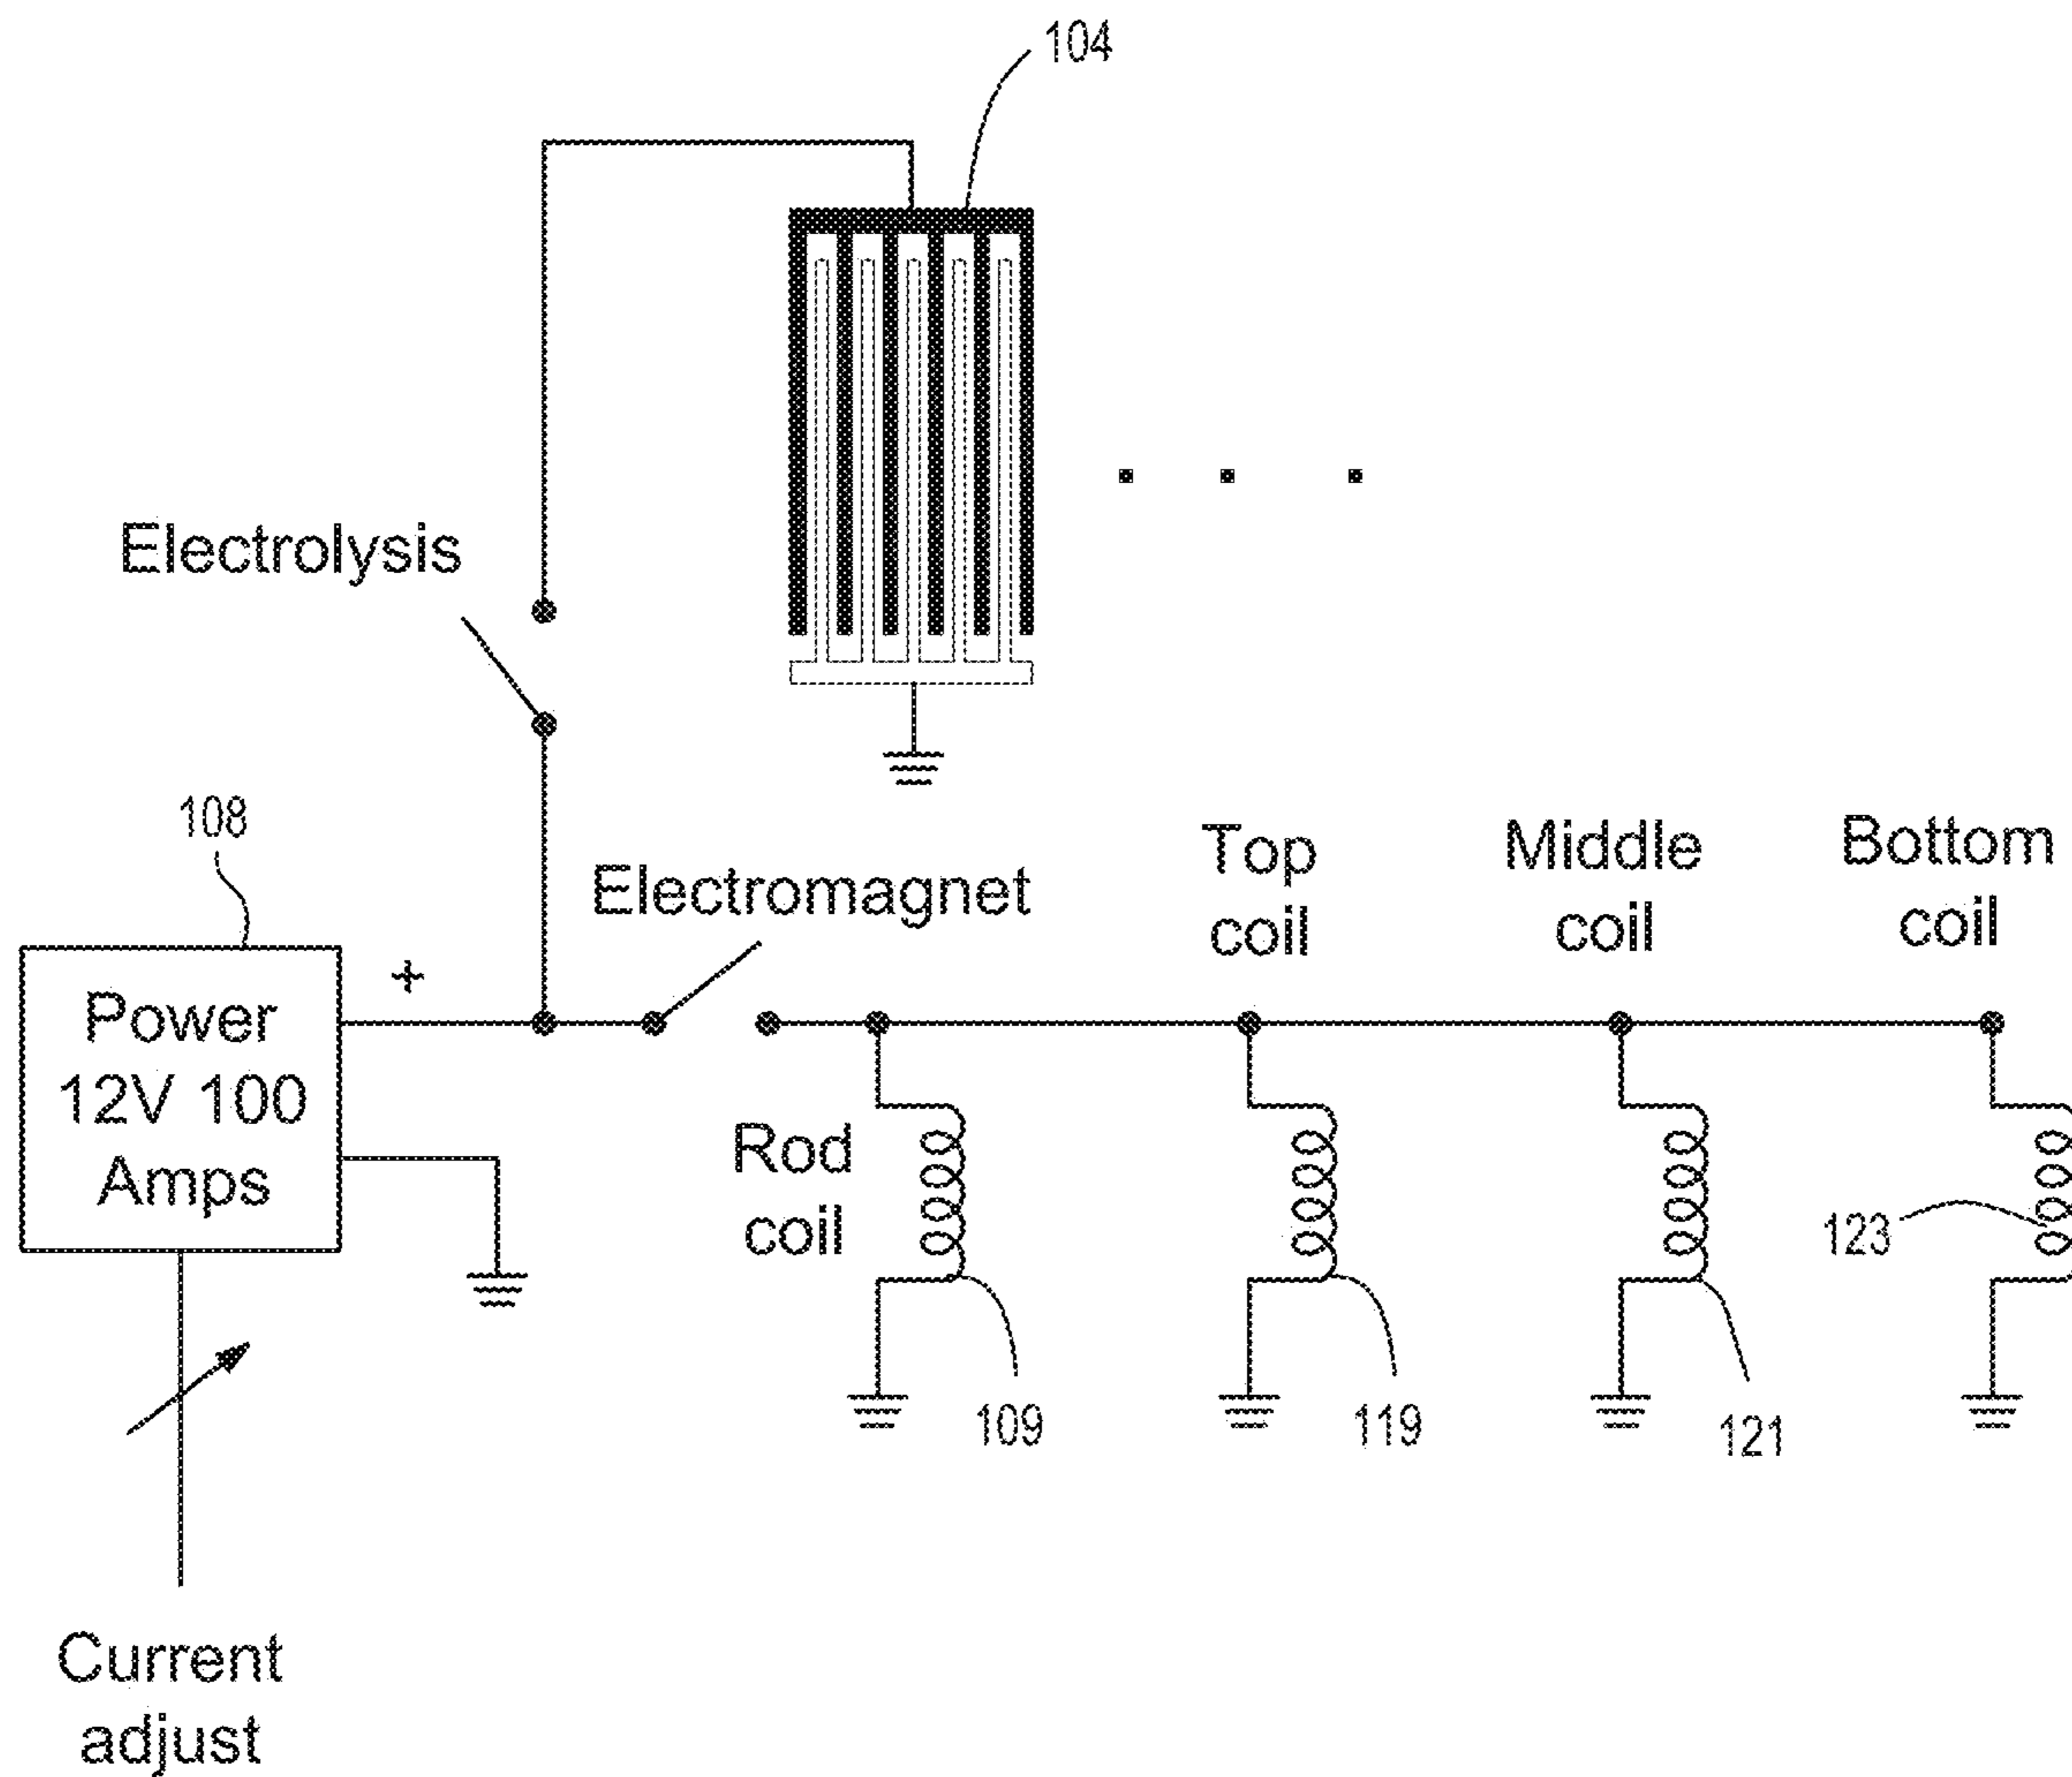 104
Electrolysis
108
Electromagnet
Top
coil
Middle
coil
Bottom
coil
+
Power
12V 100
Amps
Rod
coil
123
109
119
121
Current
adjust